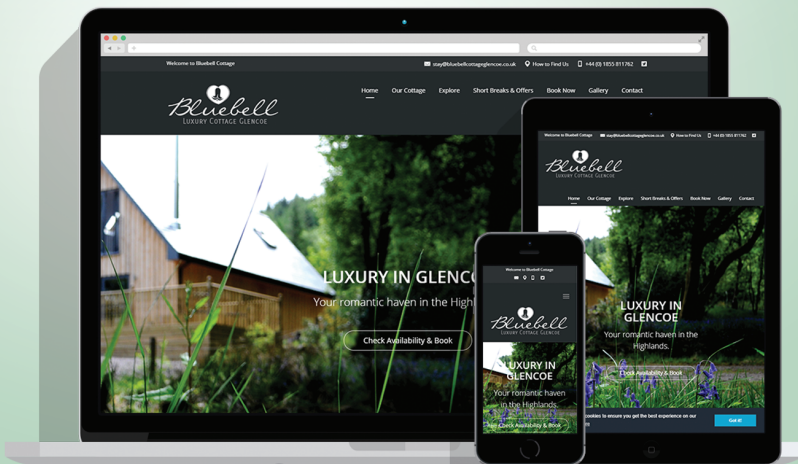 Welcome to Bluebell Cottage
stay@bluebellcottageglencoe.co.uk
How to Find Us
+44 (0) 1855 811762
Bluebell
LUXURY COTTAGE GLENCOE
Home
Our Cottage
Explore
Short Breaks & Offers
Book Now
Gallery
Contact
LUXURY IN GLENCO
Your romantic haven in the Highl
Check Availability & Book
Welcome to Bluebell Cottage
stay@bluebellcottageglencoe.co.uk
How to Find Us
+44 (0) 1855 811762
Bluebell
LUXURY COTTAGE GLENCOE
Home
Our Cottage
Explore
Short Breaks & Offers
Book Now
Gallery
Contact
LUXURY IN
GLENCOE
Your romantic haven in the
Highlands.
Check Availability & Book
cookies to ensure you get the best experience on our
Got it!
Welcome to Bluebell Cottage
Bluebell
LUXURY COTTAGE GLENCOE
LUXURY IN
GLENCOE
Your romantic haven
in the Highlands.
Check Availability & Book